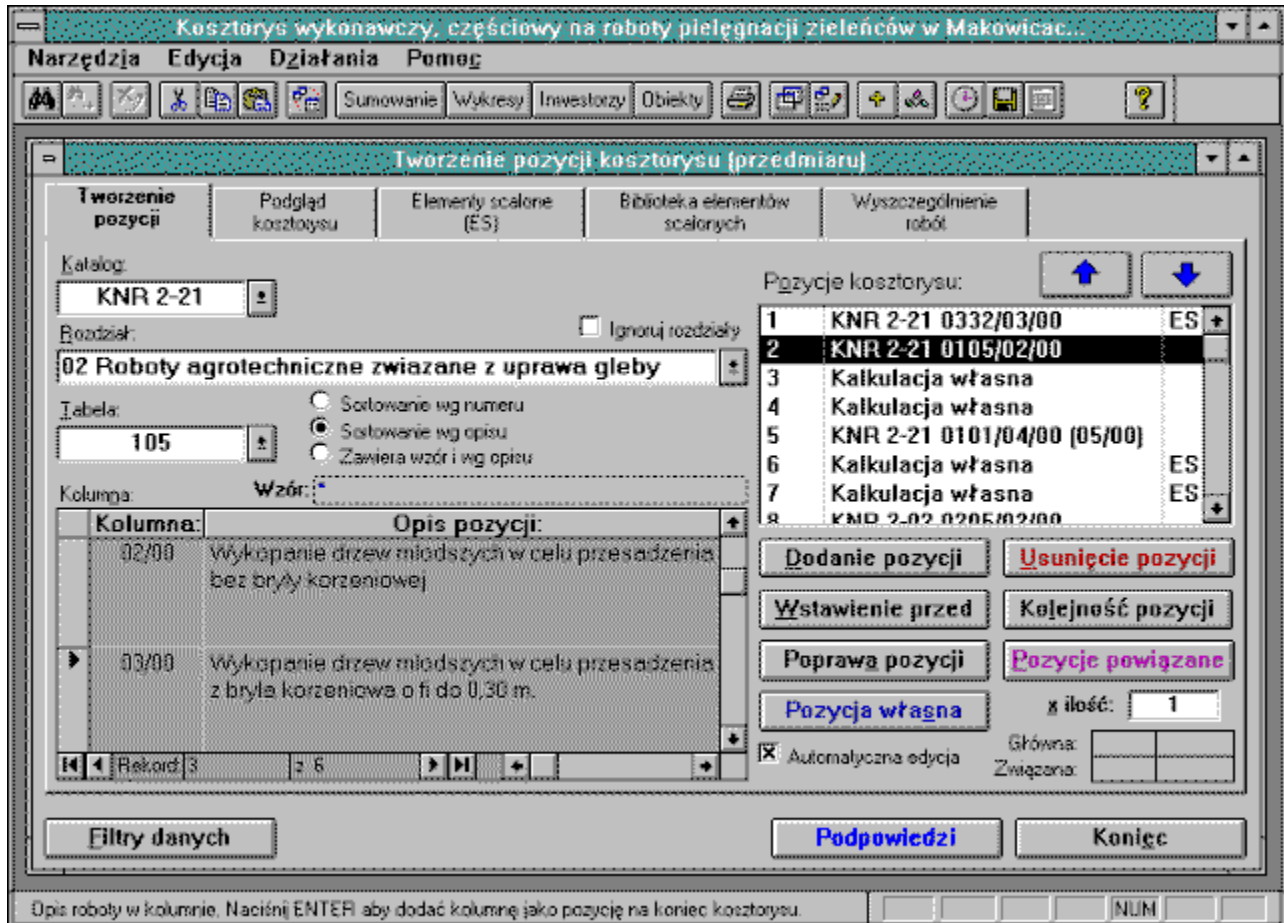 Kosztorys wykonawczy, częściowy na roboty pielęgnacji zieleńców w Makowicac...
Narzędzia Edycja Działania Pomoc
Sumowanie Wykresy Inwestorzy Obiekty
Tworzenie pozycji kosztorysu (przedmiaru)
Tworzenie pozycji
Podgląd kosztorysu
Elementy scalone (ES)
Biblioteka elementów scalonych
Wyszczególnienie robót
Katalog:
KNR 2-21
Rozdział:
Ignoruj rozdziały
02 Roboty agrotechniczne zwiazane z uprawa gleby
Tabela:
105
Sortowanie wg numeru
Sortowanie wg opisu
Zawiera wzór i wg opisu
Kolumna:
Wzór: *
Kolumna: Opis pozycji:
02/00 Wykopanie drzew mlodszych w celu przesadzenia
bez bryly korzeniowej
03/00 Wykopanie drzew mlodszych w celu przesadzenia
z bryla korzeniowa o fi do 0,30 m.
Rekord: 3 z 6
Pozycje kosztorysu:
1 KNR 2-21 0332/03/00 ES
2 KNR 2-21 0105/02/00
3 Kalkulacja własna
4 Kalkulacja własna
5 KNR 2-21 0101/04/00 (05/00)
6 Kalkulacja własna ES
7 Kalkulacja własna ES
8 KNR 2-02 0205/02/00
Dodanie pozycji
Usunięcie pozycji
Wstawienie przed
Kolejność pozycji
Poprawa pozycji
Pozycje powiązane
Pozycja własna
x ilość: 1
Automatyczna edycja
Główna:
Związana:
Filtry danych
Podpowiedzi
Koniec
Opis roboty w kolumnie. Naciśnij ENTER aby dodać kolumnę jako pozycję na koniec kosztorysu.
NUM